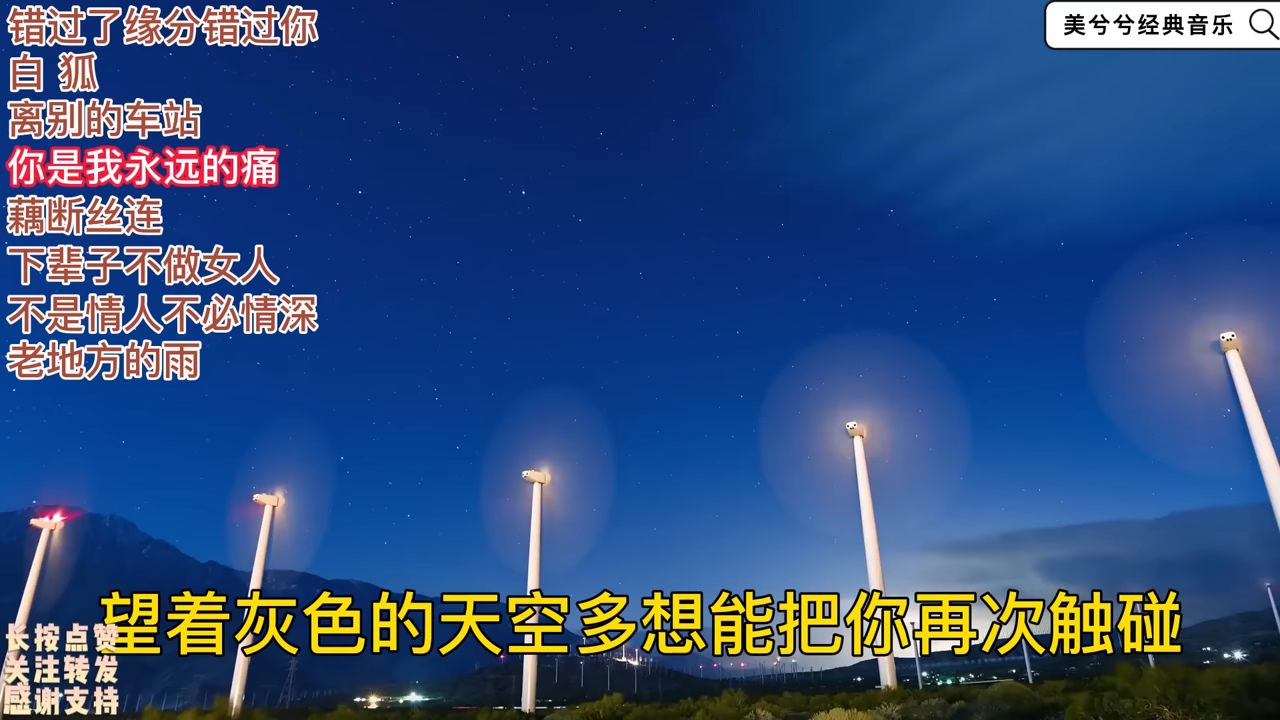 错过了缘分错过你
白 狐
离别的车站
你是我永远的痛
藕断丝连
下辈子不做女人
不是情人不必情深
老地方的雨
美兮兮经典音乐
望着灰色的天空多想能把你再次触碰
长按点赞
关注转发
感谢支持